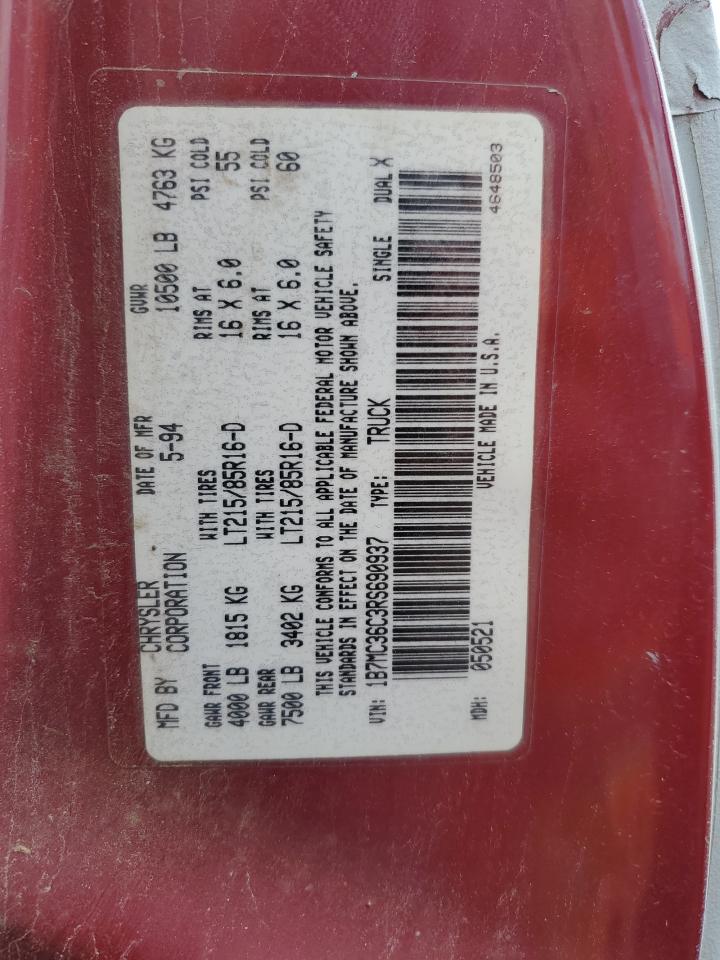 MFD BY CHRYSLER CORPORATION DATE OF MFR 5-94 GVWR 10500 LB 4763 KG
GAWR FRONT WITH TIRES RIMS AT PSI COLD
4000 LB 1815 KG LT215/85R16-D 16 X 6.0 55
GAWR REAR WITH TIRES RIMS AT PSI COLD
7500 LB 3402 KG LT215/85R16-D 16 X 6.0 60
THIS VEHICLE CONFORMS TO ALL APPLICABLE FEDERAL MOTOR VEHICLE SAFETY
STANDARDS IN EFFECT ON THE DATE OF MANUFACTURE SHOWN ABOVE.
VIN: 1B7MC36C3RS690937 TYPE: TRUCK SINGLE DUAL X
MDH: 050521 VEHICLE MADE IN U.S.A. 4648503